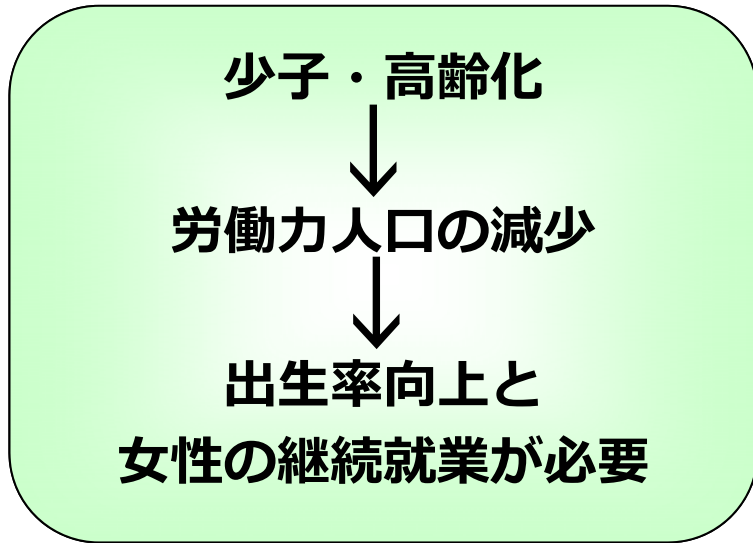 少子・高齢化
労働力人口の減少
出生率向上と
女性の継続就業が必要